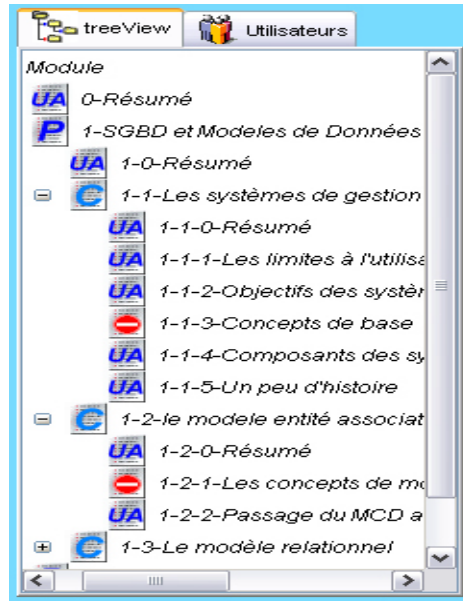 treeView Utilisateurs
Module
UA 0-Résumé
P 1-SGBD et Modeles de Données
UA 1-0-Résumé
C 1-1-Les systèmes de gestion
UA 1-1-0-Résumé
UA 1-1-1-Les limites à l'utilisa
UA 1-1-2-Objectifs des systèr
1-1-3-Concepts de base
UA 1-1-4-Composants des sy
UA 1-1-5-Un peu d'histoire
C 1-2-le modele entité associat
UA 1-2-0-Résumé
1-2-1-Les concepts de mo
UA 1-2-2-Passage du MCD a
C 1-3-Le modèle relationnel